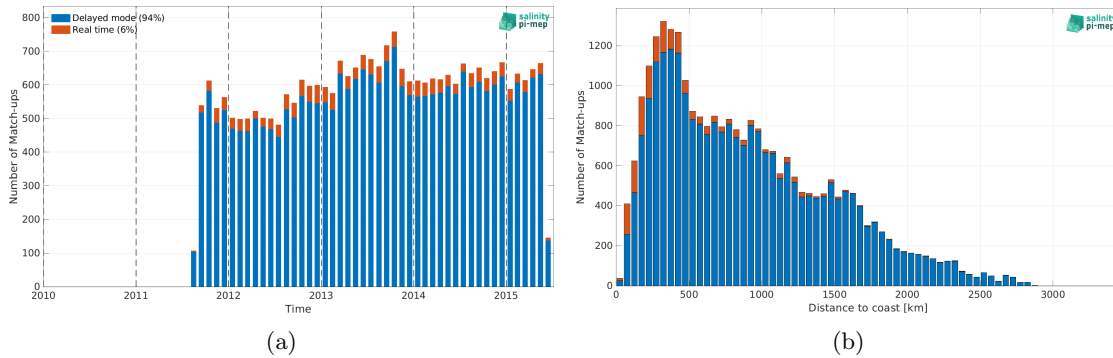 Delayed mode (94%)
Real time (6%)
salinity
pi-mep
Number of Match-ups
800
700
600
500
400
300
200
100
0
2010
2011
2012
2013
2014
2015
Time
(a)
salinity
pi-mep
Number of Match-ups
1200
1000
800
600
400
200
0
0
500
1000
1500
2000
2500
3000
Distance to coast [km]
(b)